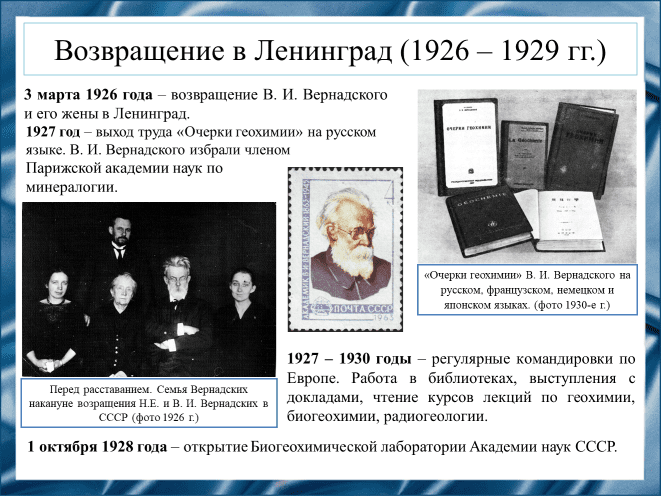 Возвращение в Ленинград (1926 – 1929 гг.)
3 марта 1926 года – возвращение В. И. Вернадского
и его жены в Ленинград.
1927 год – выход труда «Очерки геохимии» на русском
языке. В. И. Вернадского избрали членом
Парижской академии наук по
минералогии.
ОЧЕРКИ ГЕОХИМИИ
La Géochimie
GEOCHEMIE
АКАДЕМИК В.И.ВЕРНАДСКИЙ 1863-1945
ПОЧТА СССР
1963
«Очерки геохимии» В. И. Вернадского на
русском, французском, немецком и
японском языках. (фото 1930-е г.)
Перед расставанием. Семья Вернадских
накануне возращения Н.Е. и В. И. Вернадских в
СССР (фото 1926 г.)
1927 – 1930 годы – регулярные командировки по
Европе. Работа в библиотеках, выступления с
докладами, чтение курсов лекций по геохимии,
биогеохимии, радиогеологии.
1 октября 1928 года – открытие Биогеохимической лаборатории Академии наук СССР.